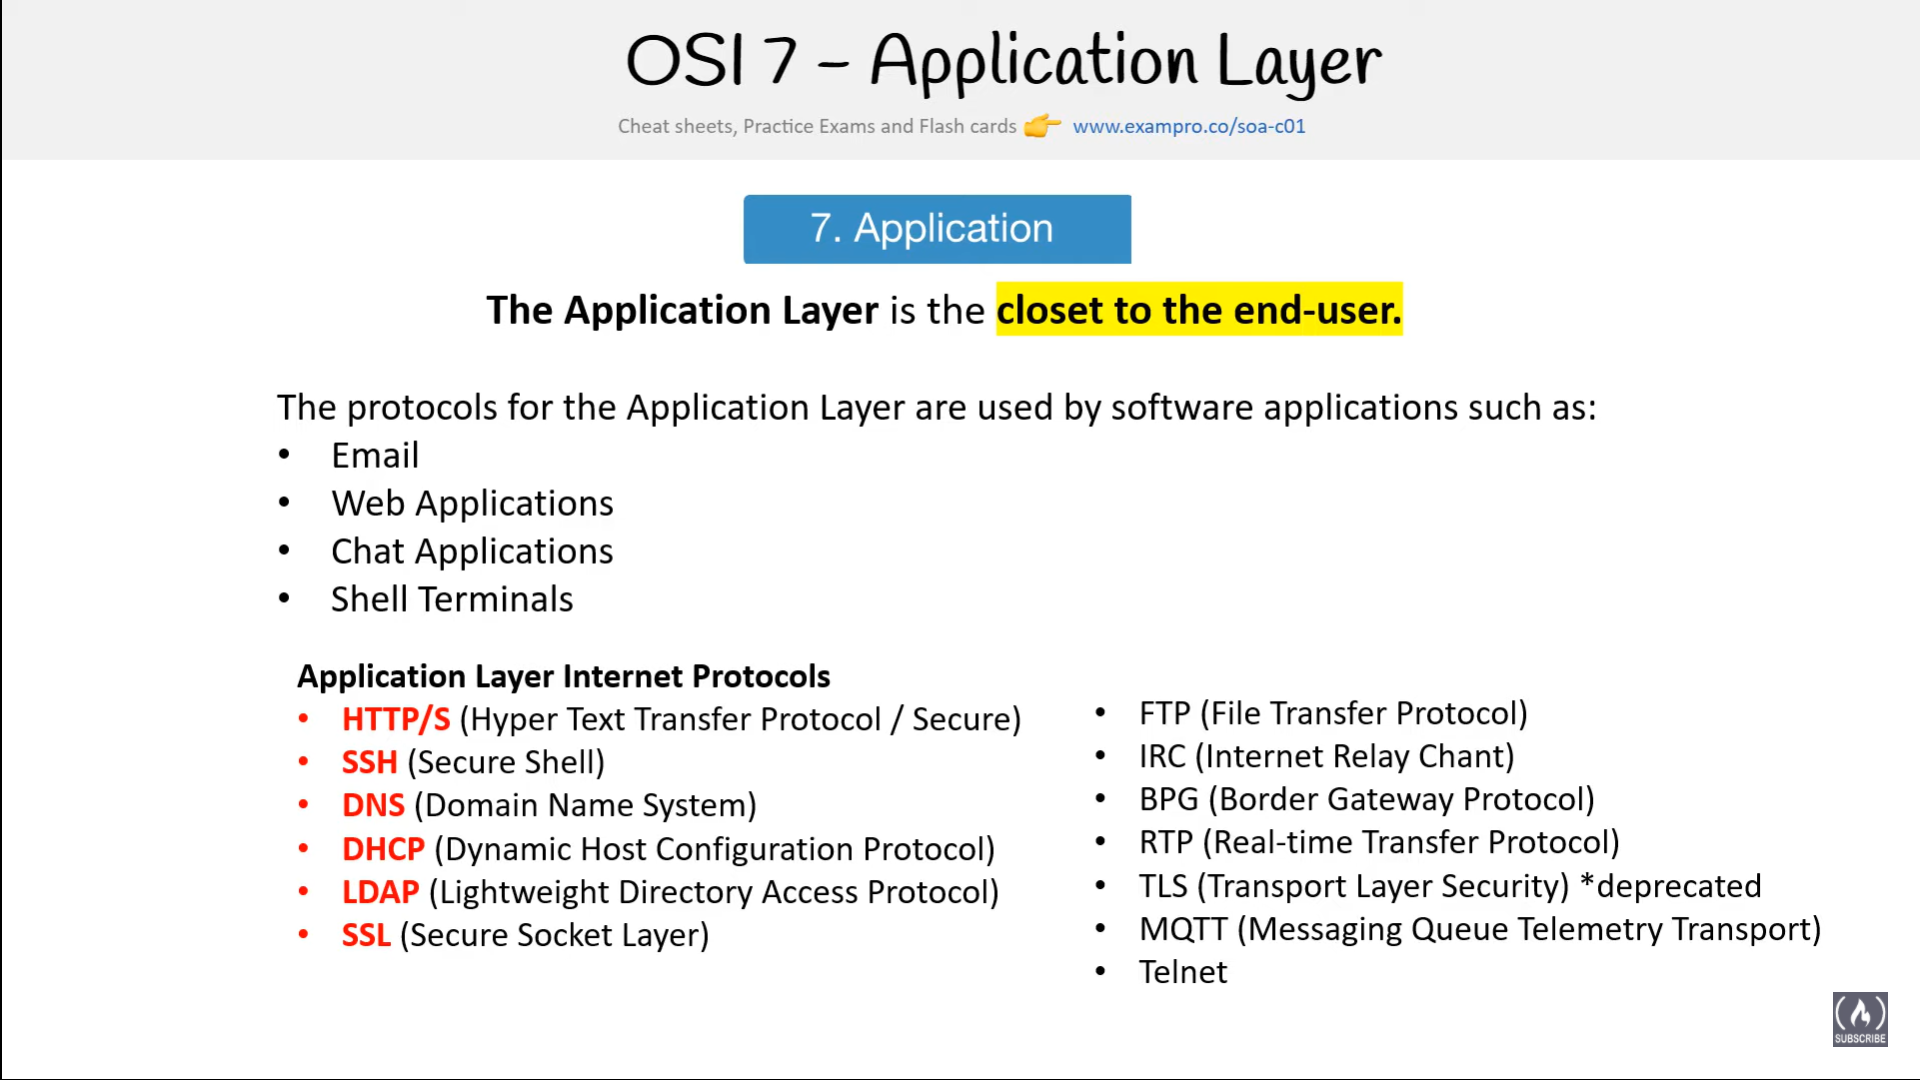 OSI 7 – Application Layer
Cheat sheets, Practice Exams and Flash cards 👉 www.exampro.co/soa-c01
7. Application
The Application Layer is the closet to the end-user.
The protocols for the Application Layer are used by software applications such as:
• Email
• Web Applications
• Chat Applications
• Shell Terminals
Application Layer Internet Protocols
• HTTP/S (Hyper Text Transfer Protocol / Secure)
• SSH (Secure Shell)
• DNS (Domain Name System)
• DHCP (Dynamic Host Configuration Protocol)
• LDAP (Lightweight Directory Access Protocol)
• SSL (Secure Socket Layer)
• FTP (File Transfer Protocol)
• IRC (Internet Relay Chant)
• BPG (Border Gateway Protocol)
• RTP (Real-time Transfer Protocol)
• TLS (Transport Layer Security) *deprecated
• MQTT (Messaging Queue Telemetry Transport)
• Telnet
SUBSCRIBE